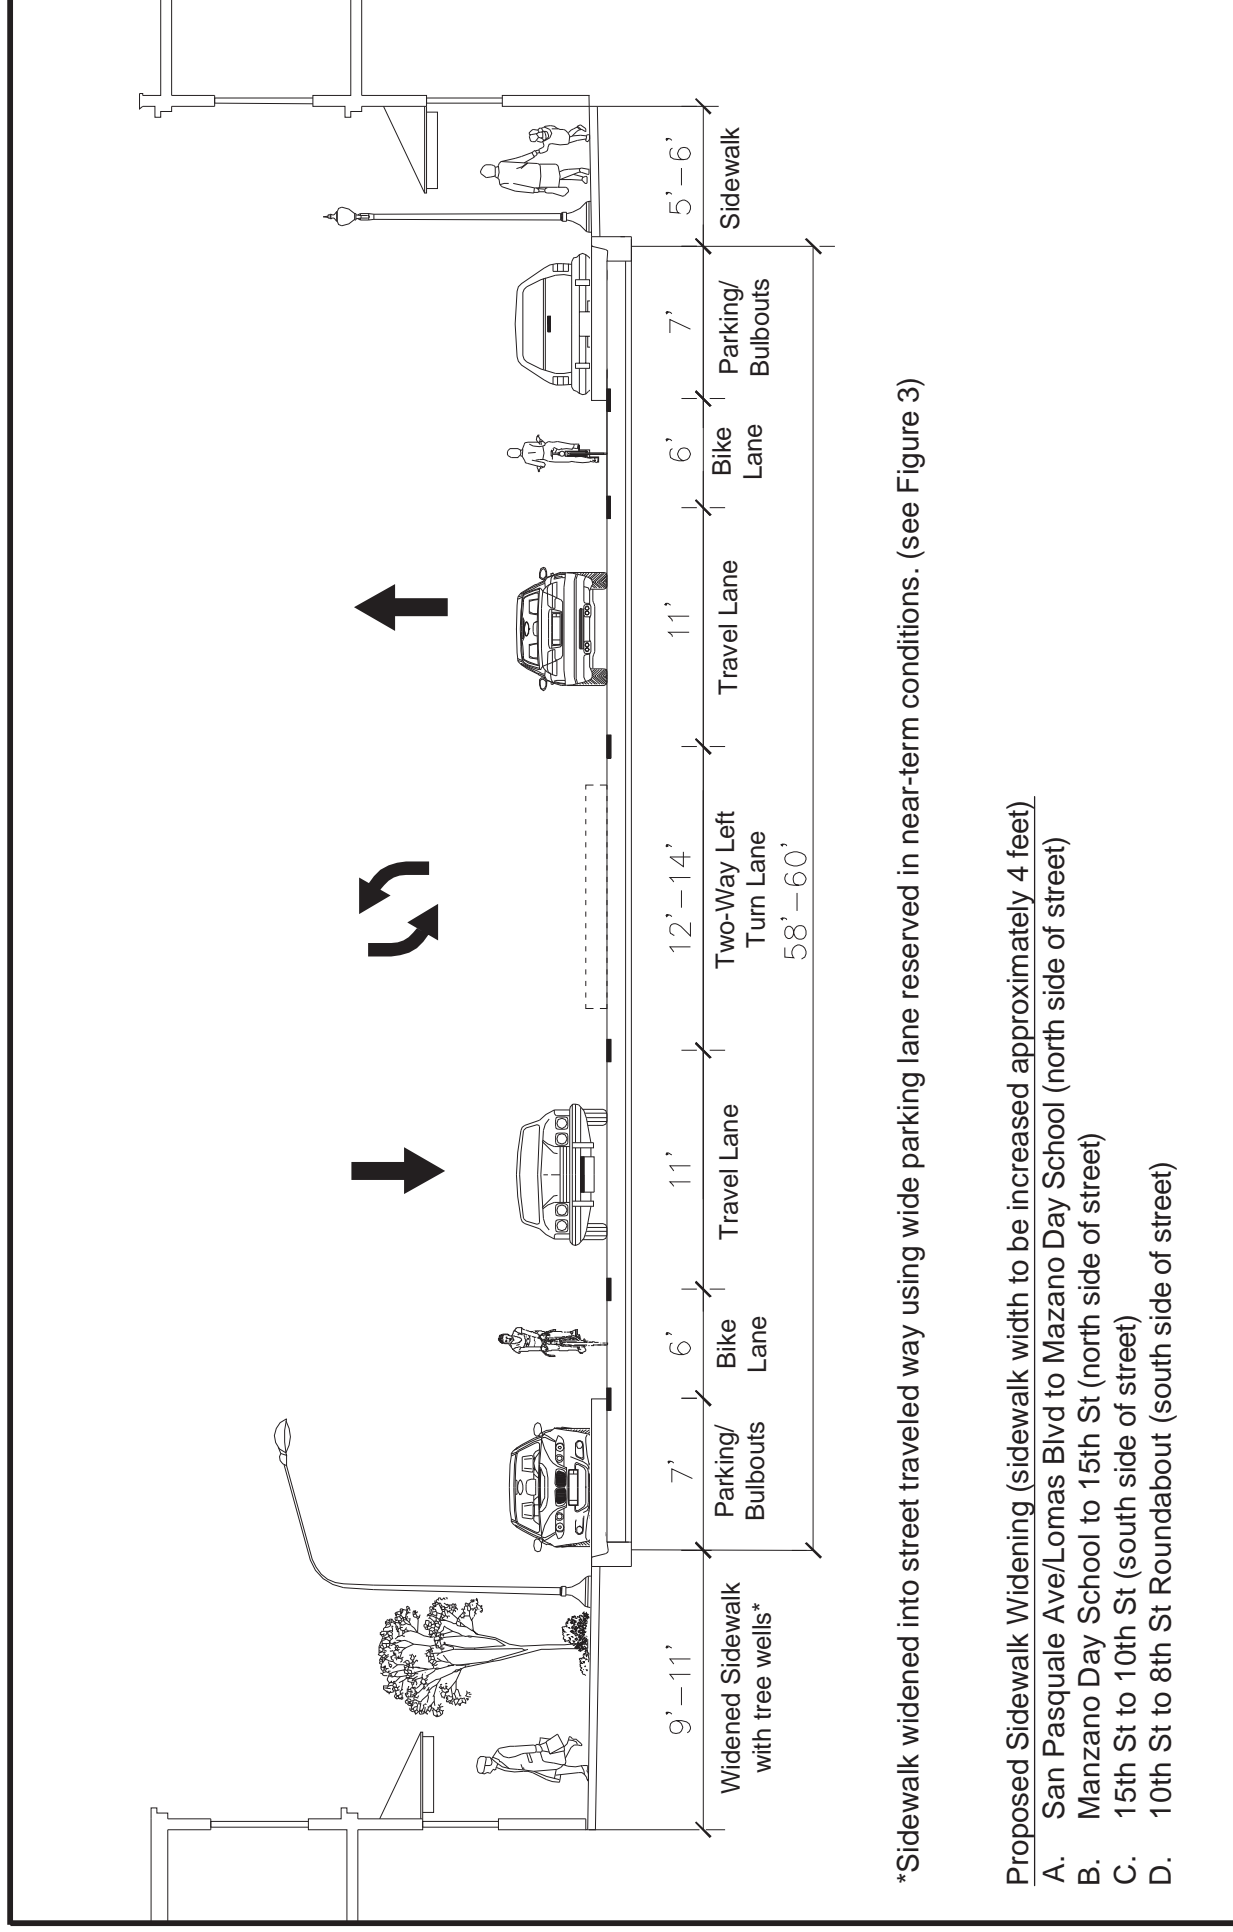 9'-11'
7'
6'
11'
12'-14'
11'
6'
7'
5'-6'
Widened Sidewalk
with tree wells*
Parking/
Bulbouts
Bike
Lane
Travel Lane
Two-Way Left
Turn Lane
Travel Lane
Bike
Lane
Parking/
Bulbouts
Sidewalk
58'-60'
*Sidewalk widened into street traveled way using wide parking lane reserved in near-term conditions. (see Figure 3)
Proposed Sidewalk Widening (sidewalk width to be increased approximately 4 feet)
A. San Pasquale Ave/Lomas Blvd to Mazano Day School (north side of street)
B. Manzano Day School to 15th St (north side of street)
C. 15th St to 10th St (south side of street)
D. 10th St to 8th St Roundabout (south side of street)